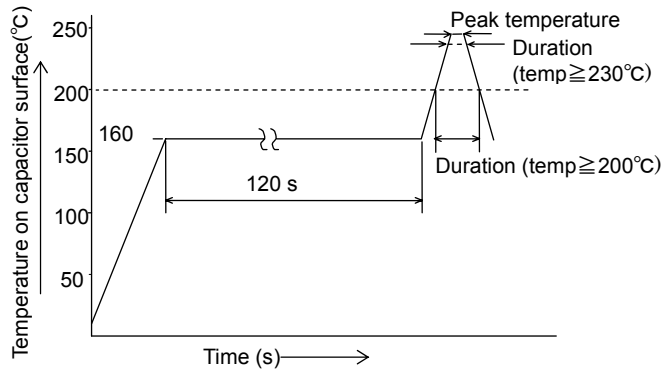 Temperature on capacitor surface(°C)
250
200
160
150
100
50
Peak temperature
Duration
(temp≧230°C)
Duration (temp≧200°C)
120 s
Time (s)